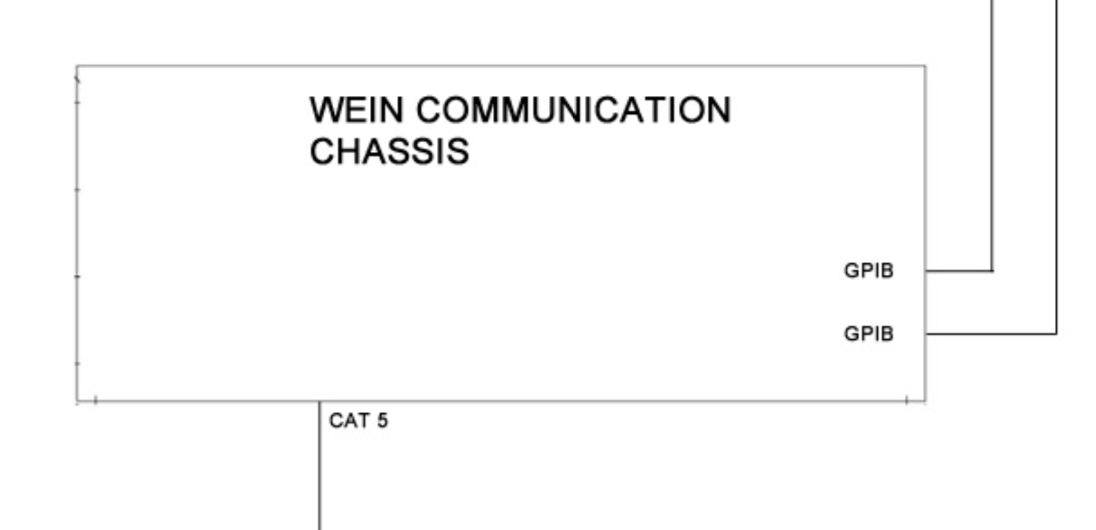 WEIN COMMUNICATION
CHASSIS
GPIB
GPIB
CAT 5